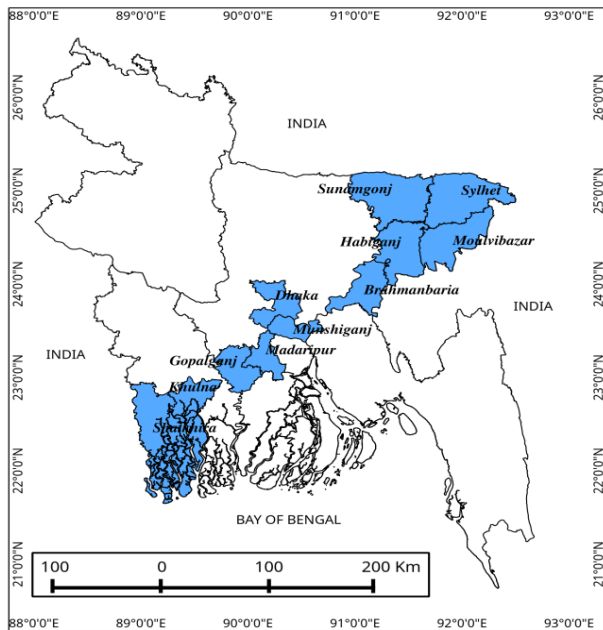 88°0'0"E 89°0'0"E 90°0'0"E 91°0'0"E 92°0'0"E 93°0'0"E
26°0'0"N 26°0'0"N
INDIA
25°0'0"N 25°0'0"N
Sunamgonj Sylhet
Habiganj Moulvibazar
24°0'0"N 24°0'0"N
Brahmanbaria
Dhaka
INDIA
Munshiganj
INDIA
Madaripur
Gopalganj
23°0'0"N 23°0'0"N
Khulna
Shatkhira
22°0'0"N 22°0'0"N
BAY OF BENGAL
21°0'0"N 21°0'0"N
100 0 100 200 Km
88°0'0"E 89°0'0"E 90°0'0"E 91°0'0"E 92°0'0"E 93°0'0"E